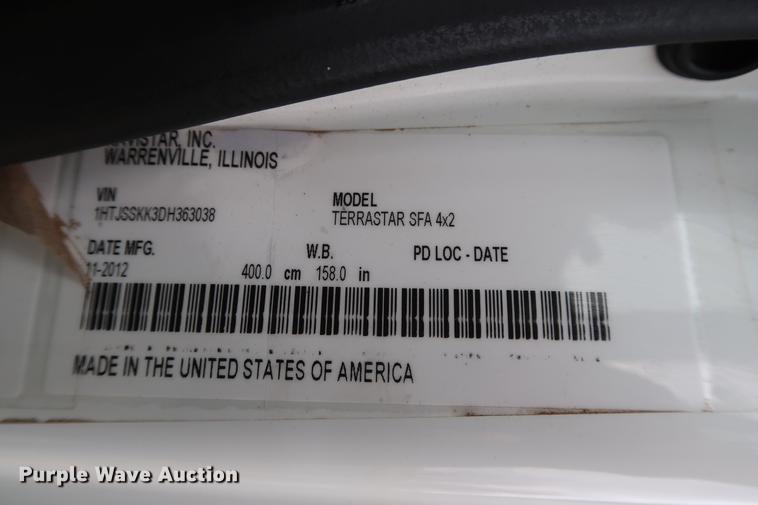 INC.
WARRENVILLE, ILLINOIS
VIN MODEL
1HTJSSKK3DH363038 TERRASTAR SFA 4x2
DATE MFG. W.B. PD LOC - DATE
11-2012 400.0 cm 158.0 in
MADE IN THE UNITED STATES OF AMERICA
Purple Wave Auction